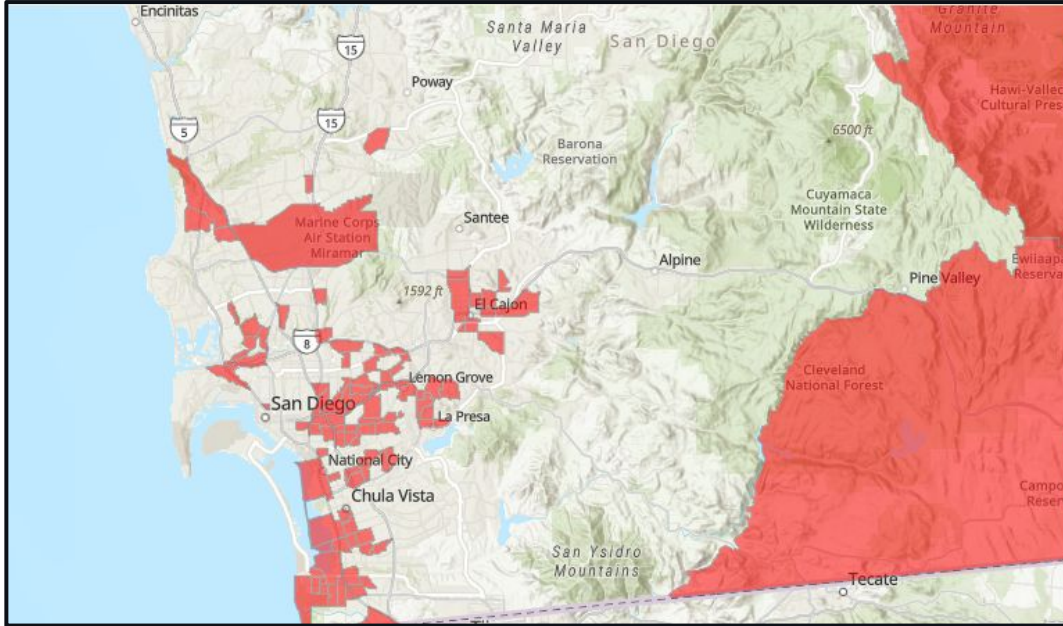 Encinitas
Santa Maria
Valley
San Diego
Granite
Mountain
15
Poway
Hawi-Vallec
Cultural Pres
5
15
6500 ft
Barona
Reservation
Cuyamaca
Mountain State
Wilderness
Santee
Marine Corps
Air Station
Miramar
Alpine
Ewiiaapa
Reserva
Pine Valley
1592 ft
El Cajon
8
Cleveland
National Forest
Lemon Grove
San Diego
La Presa
National City
Chula Vista
Campo
Reser
San Ysidro
Mountains
Tecate